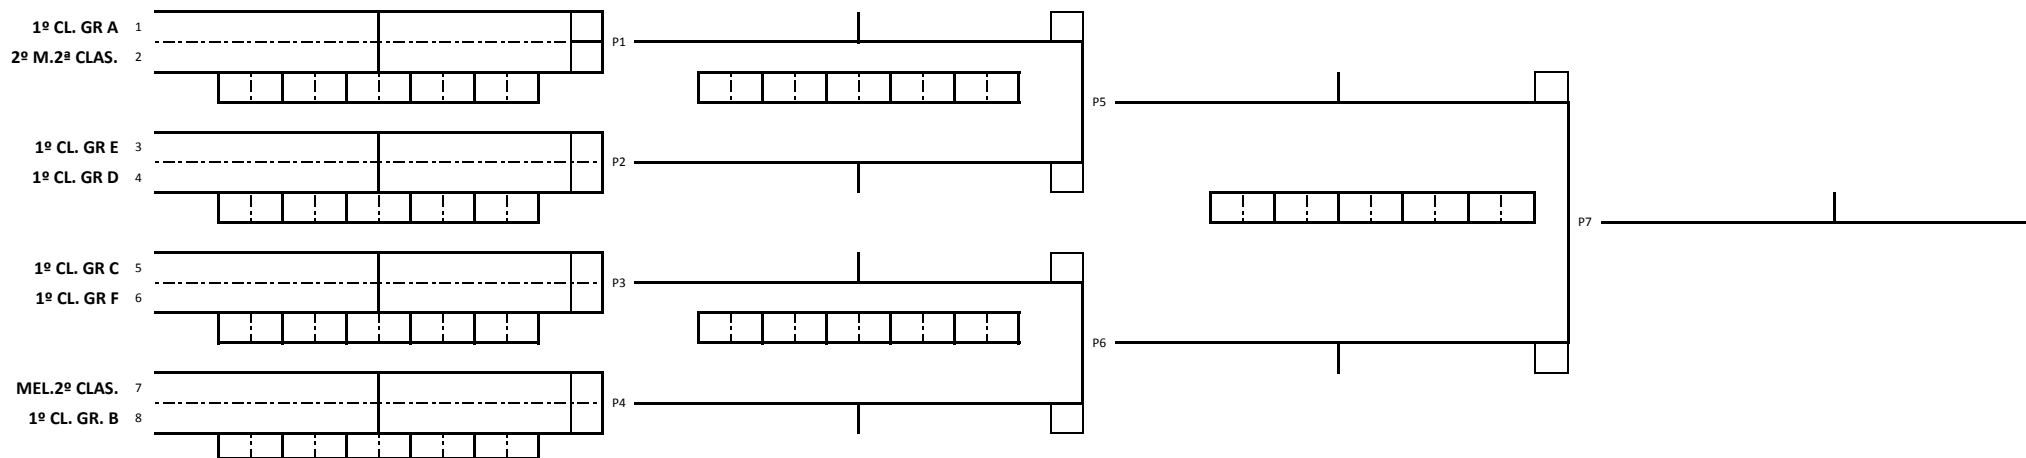 1º CL. GR A 1
P1
2º M.2ª CLAS. 2
P5
1º CL. GR E 3
P2
1º CL. GR D 4
P7
1º CL. GR C 5
P3
1º CL. GR F 6
P6
MEL.2º CLAS. 7
P4
1º CL. GR. B 8